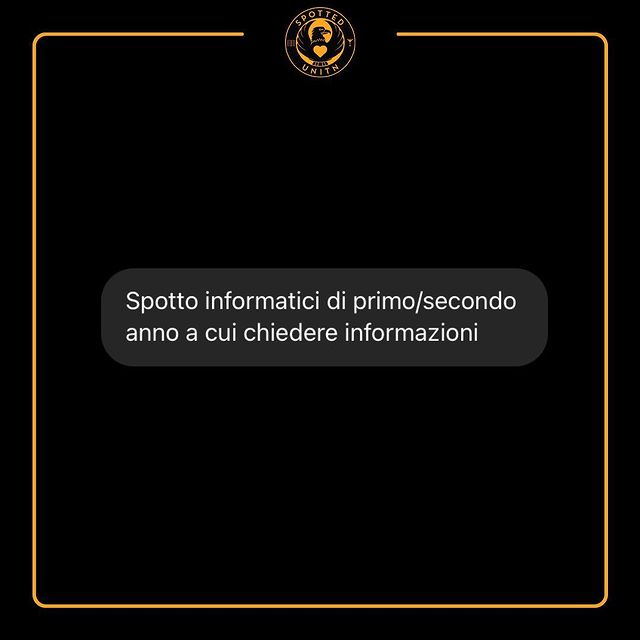 SPOTTED
UNITN
Spotto informatici di primo/secondo
anno a cui chiedere informazioni